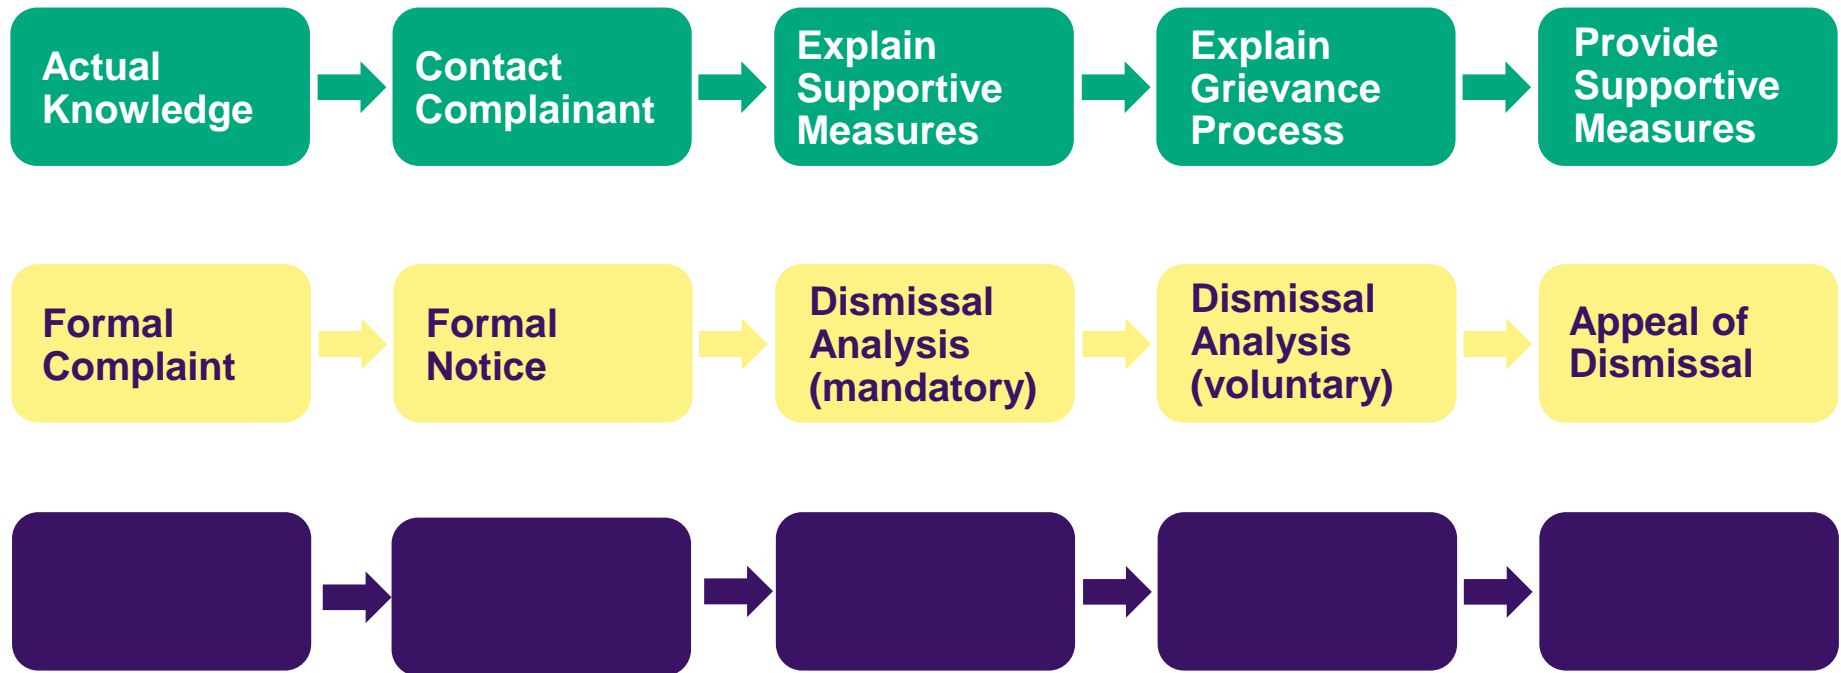 Actual
Knowledge
Contact
Complainant
Explain
Supportive
Measures
Explain
Grievance
Process
Provide
Supportive
Measures
Formal
Complaint
Formal
Notice
Dismissal
Analysis
(mandatory)
Dismissal
Analysis
(voluntary)
Appeal of
Dismissal